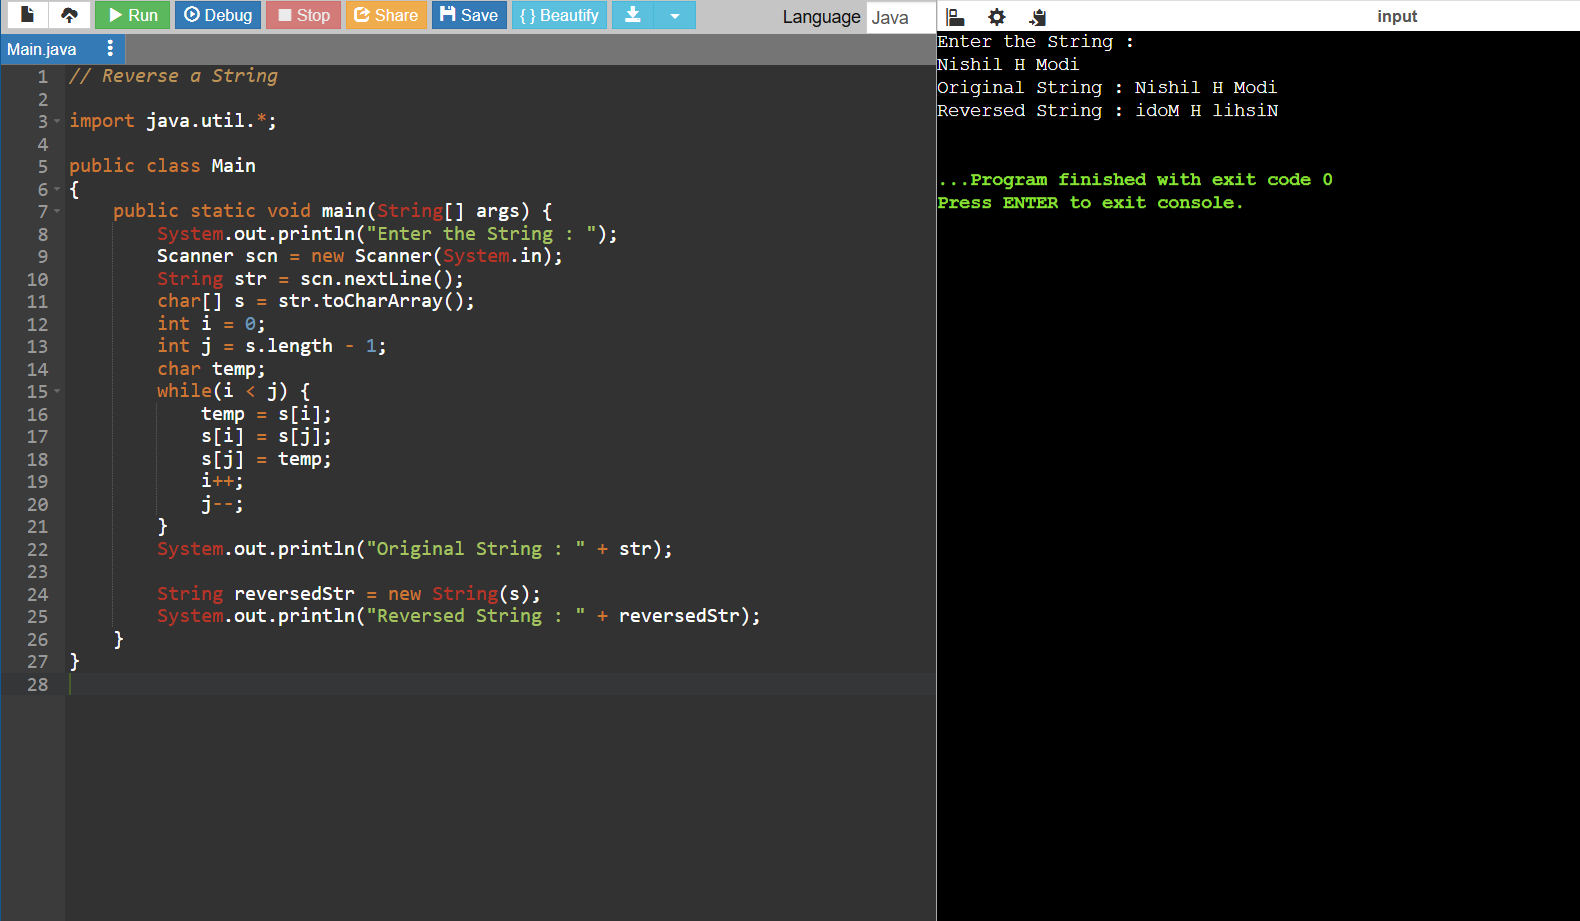 Run Debug Stop Share Save { } Beautify Language Java
Main.java
1 // Reverse a String
2
3 import java.util.*;
4
5 public class Main
6 {
7     public static void main(String[] args) {
8         System.out.println("Enter the String : ");
9         Scanner scn = new Scanner(System.in);
10         String str = scn.nextLine();
11         char[] s = str.toCharArray();
12         int i = 0;
13         int j = s.length - 1;
14         char temp;
15         while(i < j) {
16             temp = s[i];
17             s[i] = s[j];
18             s[j] = temp;
19             i++;
20             j--;
21         }
22         System.out.println("Original String : " + str);
23
24         String reversedStr = new String(s);
25         System.out.println("Reversed String : " + reversedStr);
26     }
27 }
28
input
Enter the String :
Nishil H Modi
Original String : Nishil H Modi
Reversed String : idoM H lihsiN
...Program finished with exit code 0
Press ENTER to exit console.